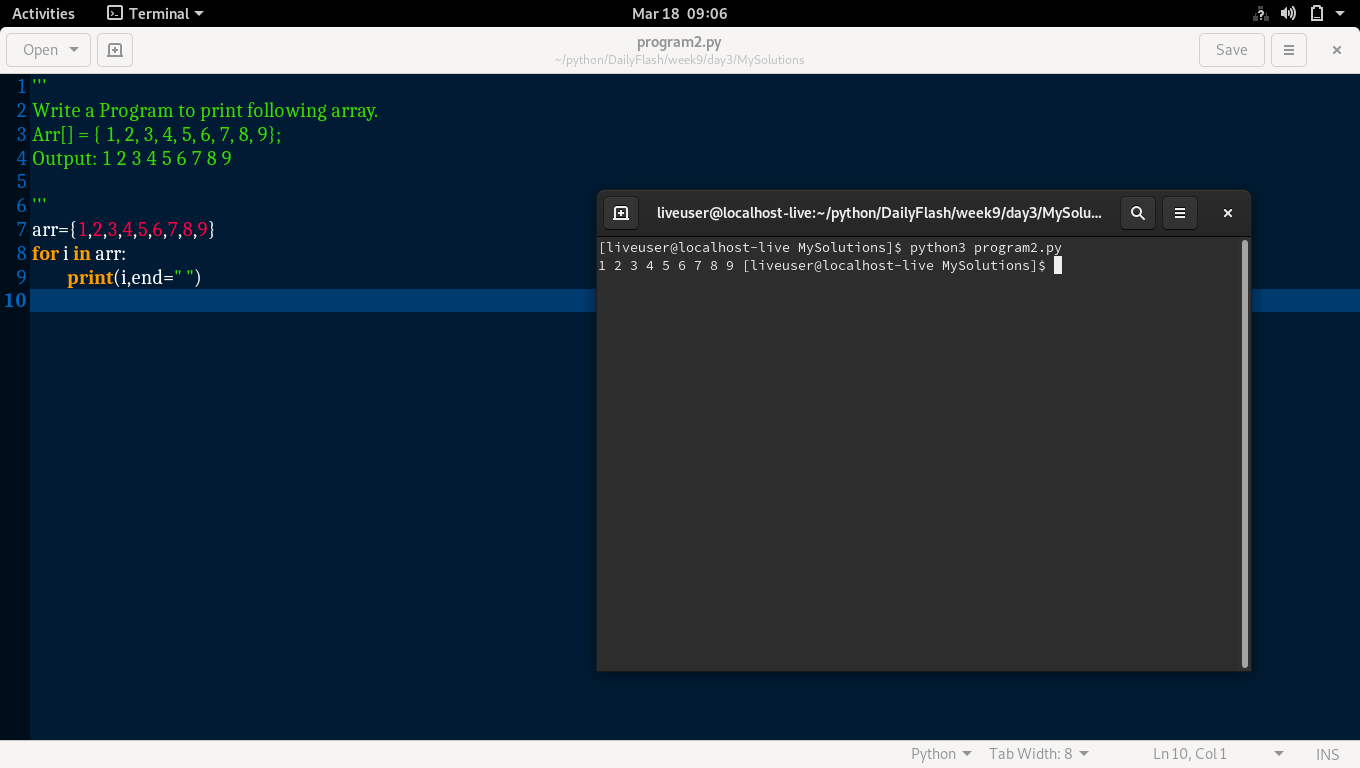 Activities Terminal Mar 18 09:06
Open program2.py Save
~/python/DailyFlash/week9/day3/MySolutions
1 '''
2 Write a Program to print following array.
3 Arr[] = { 1, 2, 3, 4, 5, 6, 7, 8, 9};
4 Output: 1 2 3 4 5 6 7 8 9
5
6 '''
7 arr={1,2,3,4,5,6,7,8,9}
8 for i in arr:
9 print(i,end=" ")
10
liveuser@localhost-live:~/python/DailyFlash/week9/day3/MySolu...
[liveuser@localhost-live MySolutions]$ python3 program2.py
1 2 3 4 5 6 7 8 9 [liveuser@localhost-live MySolutions]$
Python Tab Width: 8 Ln 10, Col 1 INS